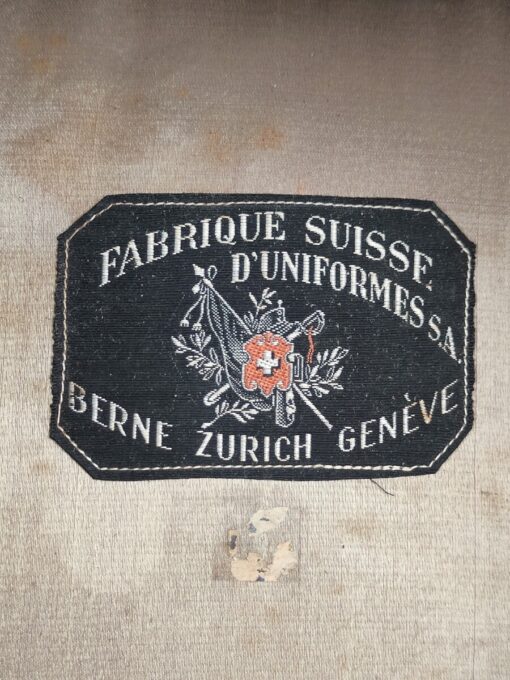 FABRIQUE SUISSE
D'UNIFORMES S.A.
BERNE ZURICH GENÈVE